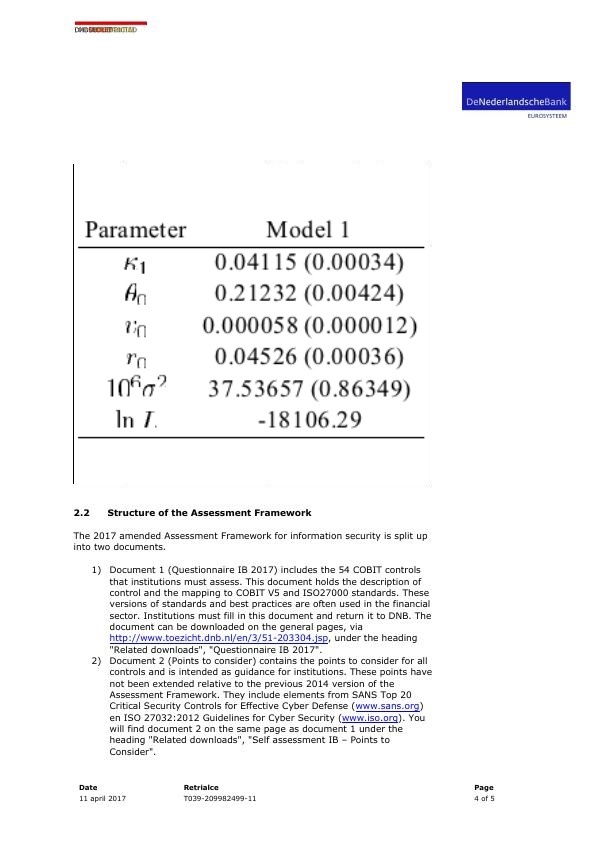 DeNederlandscheBank
EUROSYSTEEM
Parameter Model 1
κ1 0.04115 (0.00034)
θ0 0.21232 (0.00424)
v0 0.000058 (0.000012)
r0 0.04526 (0.00036)
10⁶σ² 37.53657 (0.86349)
ln L -18106.29
2.2 Structure of the Assessment Framework
The 2017 amended Assessment Framework for information security is split up
into two documents.
1) Document 1 (Questionnaire IB 2017) includes the 54 COBIT controls
that institutions must assess. This document holds the description of
control and the mapping to COBIT V5 and ISO27000 standards. These
versions of standards and best practices are often used in the financial
sector. Institutions must fill in this document and return it to DNB. The
document can be downloaded on the general pages, via
http://www.toezicht.dnb.nl/en/3/51-203304.jsp, under the heading
"Related downloads", "Questionnaire IB 2017".
2) Document 2 (Points to consider) contains the points to consider for all
controls and is intended as guidance for institutions. These points have
not been extended relative to the previous 2014 version of the
Assessment Framework. They include elements from SANS Top 20
Critical Security Controls for Effective Cyber Defense (www.sans.org)
en ISO 27032:2012 Guidelines for Cyber Security (www.iso.org). You
will find document 2 on the same page as document 1 under the
heading "Related downloads", "Self assessment IB – Points to
Consider".
Date Retrialce Page
11 april 2017 T039-209982499-11 4 of 5